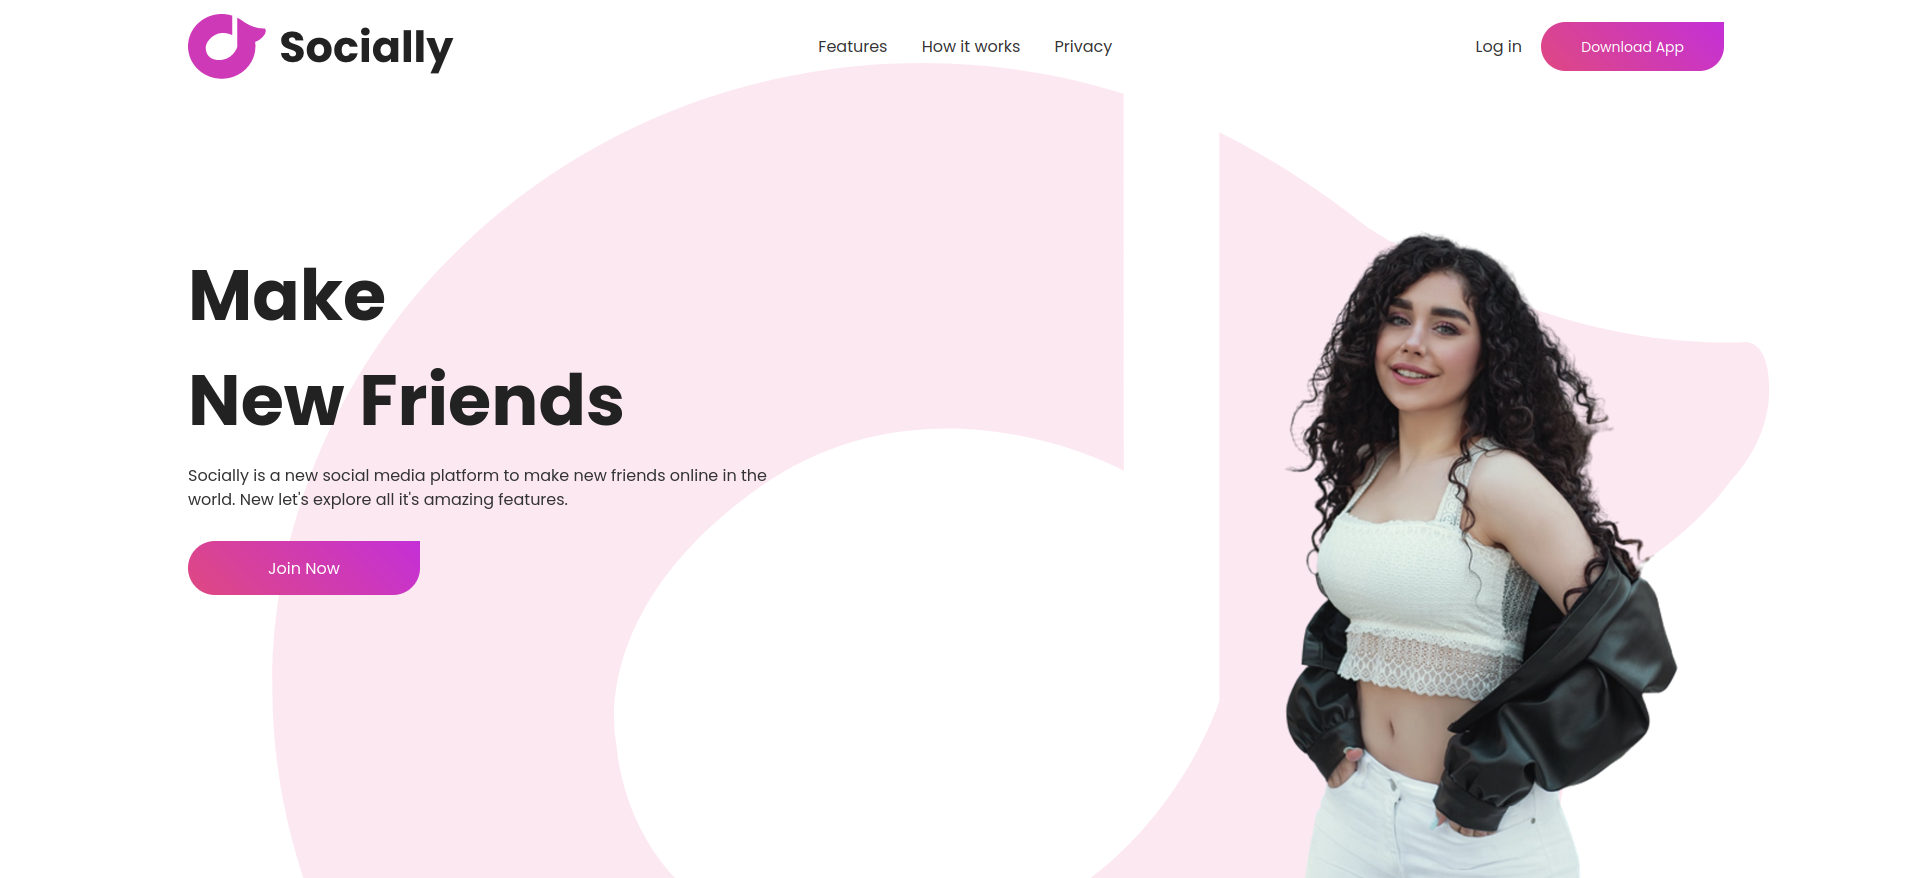 Socially
Features
How it works
Privacy
Log in
Download App
Make
New Friends
Socially is a new social media platform to make new friends online in the
world. New let's explore all it's amazing features.
Join Now